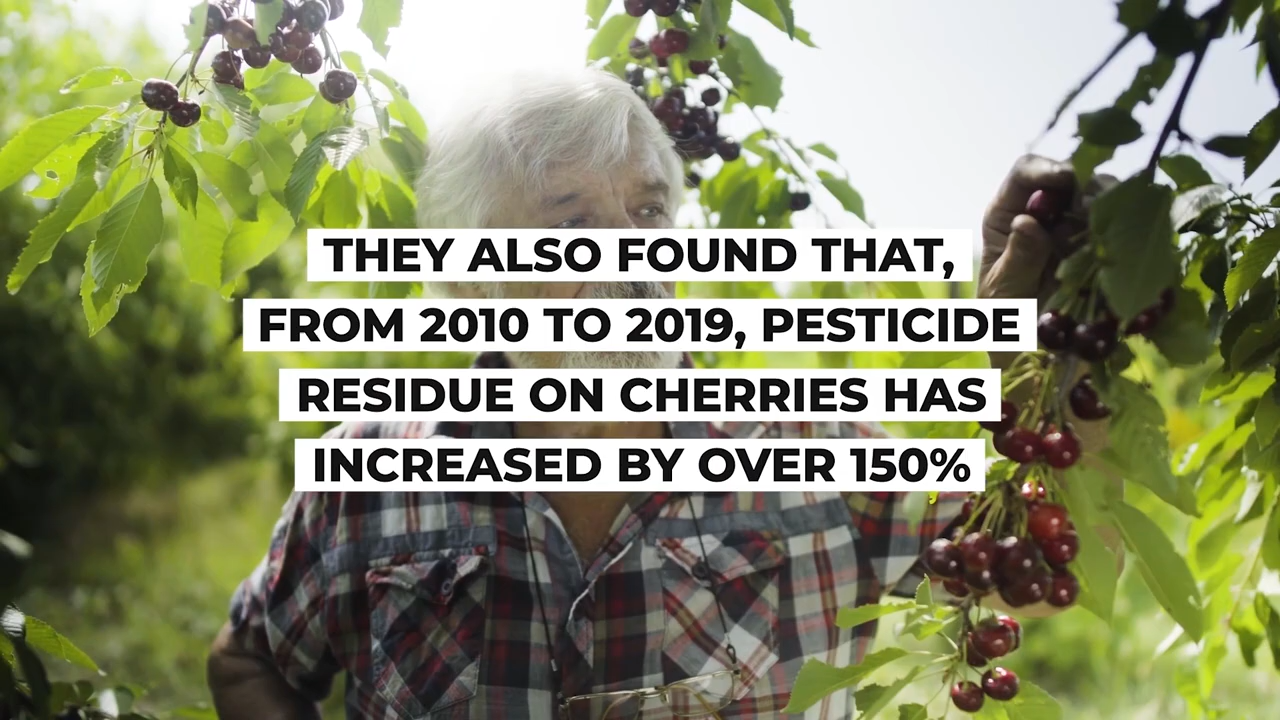 THEY ALSO FOUND THAT,
FROM 2010 TO 2019, PESTICIDE
RESIDUE ON CHERRIES HAS
INCREASED BY OVER 150%